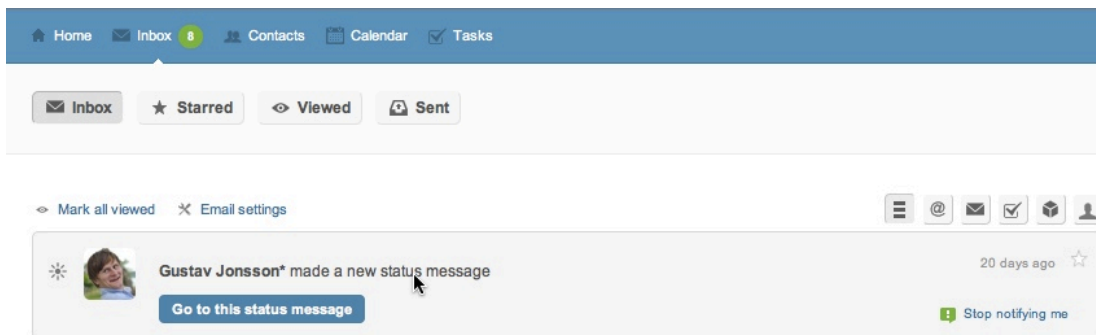 Home Inbox 8 Contacts Calendar Tasks
Inbox Starred Viewed Sent
Mark all viewed Email settings
@
Gustav Jonsson* made a new status message
20 days ago
Go to this status message
Stop notifying me